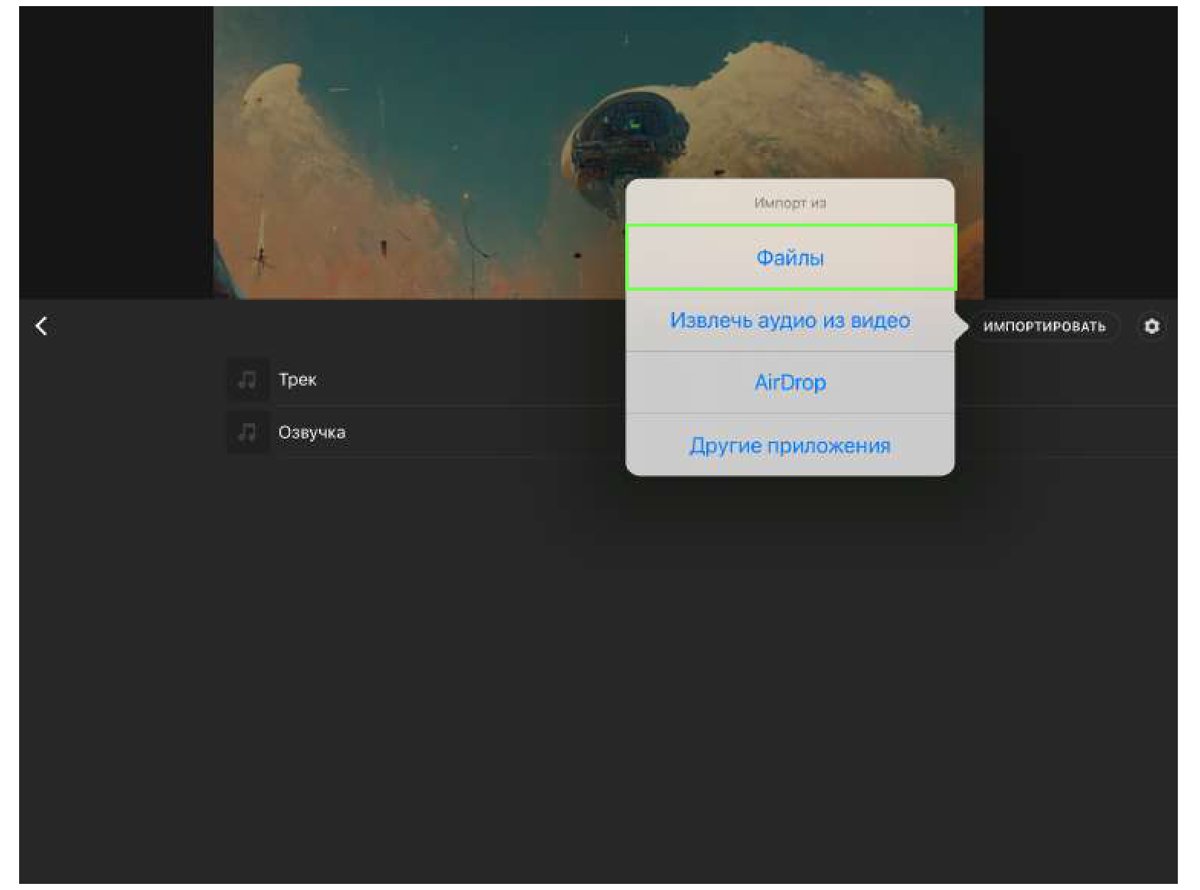 Импорт из
Файлы
Извлечь аудио из видео
ИМПОРТИРОВАТЬ
Трек
AirDrop
Озвучка
Другие приложения